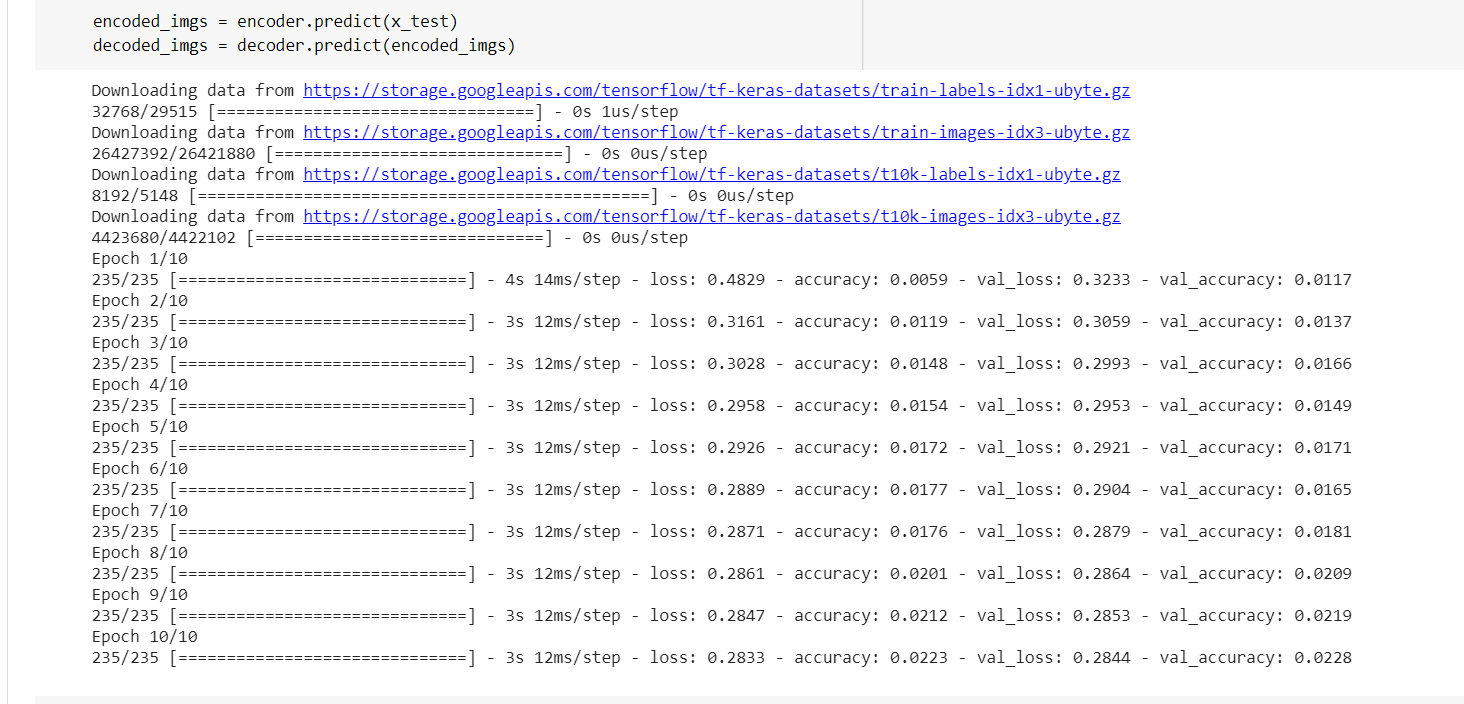 encoded_imgs = encoder.predict(x_test)
decoded_imgs = decoder.predict(encoded_imgs)
Downloading data from https://storage.googleapis.com/tensorflow/tf-keras-datasets/train-labels-idx1-ubyte.gz
32768/29515 [=================================] - 0s 1us/step
Downloading data from https://storage.googleapis.com/tensorflow/tf-keras-datasets/train-images-idx3-ubyte.gz
26427392/26421880 [==============================] - 0s 0us/step
Downloading data from https://storage.googleapis.com/tensorflow/tf-keras-datasets/t10k-labels-idx1-ubyte.gz
8192/5148 [===============================================] - 0s 0us/step
Downloading data from https://storage.googleapis.com/tensorflow/tf-keras-datasets/t10k-images-idx3-ubyte.gz
4423680/4422102 [==============================] - 0s 0us/step
Epoch 1/10
235/235 [==============================] - 4s 14ms/step - loss: 0.4829 - accuracy: 0.0059 - val_loss: 0.3233 - val_accuracy: 0.0117
Epoch 2/10
235/235 [==============================] - 3s 12ms/step - loss: 0.3161 - accuracy: 0.0119 - val_loss: 0.3059 - val_accuracy: 0.0137
Epoch 3/10
235/235 [==============================] - 3s 12ms/step - loss: 0.3028 - accuracy: 0.0148 - val_loss: 0.2993 - val_accuracy: 0.0166
Epoch 4/10
235/235 [==============================] - 3s 12ms/step - loss: 0.2958 - accuracy: 0.0154 - val_loss: 0.2953 - val_accuracy: 0.0149
Epoch 5/10
235/235 [==============================] - 3s 12ms/step - loss: 0.2926 - accuracy: 0.0172 - val_loss: 0.2921 - val_accuracy: 0.0171
Epoch 6/10
235/235 [==============================] - 3s 12ms/step - loss: 0.2889 - accuracy: 0.0177 - val_loss: 0.2904 - val_accuracy: 0.0165
Epoch 7/10
235/235 [==============================] - 3s 12ms/step - loss: 0.2871 - accuracy: 0.0176 - val_loss: 0.2879 - val_accuracy: 0.0181
Epoch 8/10
235/235 [==============================] - 3s 12ms/step - loss: 0.2861 - accuracy: 0.0201 - val_loss: 0.2864 - val_accuracy: 0.0209
Epoch 9/10
235/235 [==============================] - 3s 12ms/step - loss: 0.2847 - accuracy: 0.0212 - val_loss: 0.2853 - val_accuracy: 0.0219
Epoch 10/10
235/235 [==============================] - 3s 12ms/step - loss: 0.2833 - accuracy: 0.0223 - val_loss: 0.2844 - val_accuracy: 0.0228